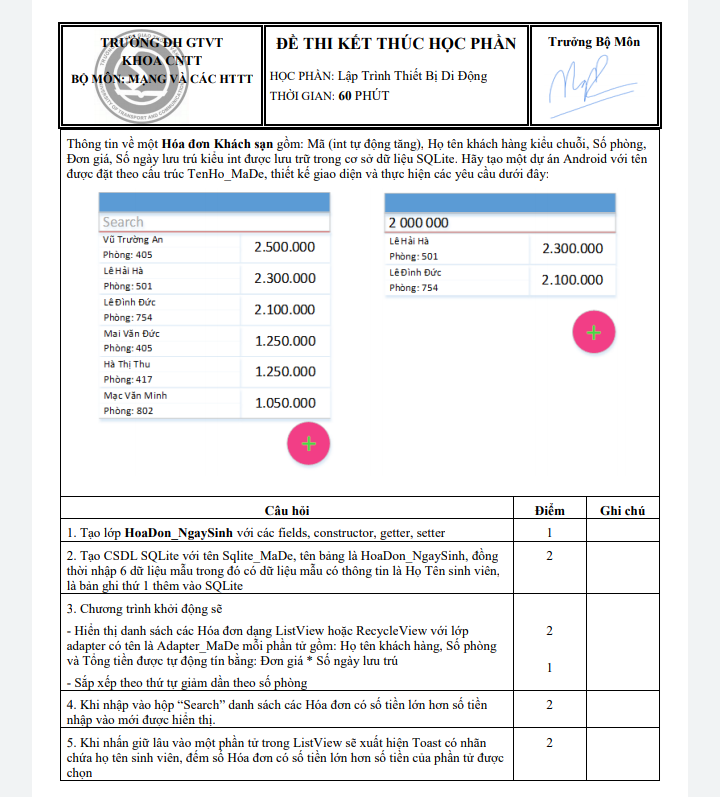 TRƯỜNG ĐH GTVT
KHOA CNTT
BỘ MÔN: MẠNG VÀ CÁC HTTT
ĐỀ THI KẾT THÚC HỌC PHẦN
HỌC PHẦN: Lập Trình Thiết Bị Di Động
THỜI GIAN: 60 PHÚT
Trưởng Bộ Môn
Thông tin về một Hóa đơn Khách sạn gồm: Mã (int tự động tăng), Họ tên khách hàng kiểu chuỗi, Số phòng,
Đơn giá, Số ngày lưu trú kiểu int được lưu trữ trong cơ sở dữ liệu SQLite. Hãy tạo một dự án Android với tên
được đặt theo cấu trúc TenHo_MaDe, thiết kế giao diện và thực hiện các yêu cầu dưới đây:
Search
Vũ Trường An
Phòng: 405
2.500.000
Lê Hải Hà
Phòng: 501
2.300.000
Lê Đình Đức
Phòng: 754
2.100.000
Mai Văn Đức
Phòng: 405
1.250.000
Hà Thị Thu
Phòng: 417
1.250.000
Mạc Văn Minh
Phòng: 802
1.050.000
2 000 000
Lê Hải Hà
Phòng: 501
2.300.000
Lê Đình Đức
Phòng: 754
2.100.000
Câu hỏi
Điểm
Ghi chú
1. Tạo lớp HoaDon_NgaySinh với các fields, constructor, getter, setter
1
2. Tạo CSDL SQLite với tên Sqlite_MaDe, tên bảng là HoaDon_NgaySinh, đồng
thời nhập 6 dữ liệu mẫu trong đó có dữ liệu mẫu có thông tin là Họ Tên sinh viên,
là bản ghi thứ 1 thêm vào SQLite
2
3. Chương trình khởi động sẽ
- Hiển thị danh sách các Hóa đơn dạng ListView hoặc RecycleView với lớp
adapter có tên là Adapter_MaDe mỗi phần tử gồm: Họ tên khách hàng, Số phòng
và Tổng tiền được tự động tín bằng: Đơn giá * Số ngày lưu trú
2
- Sắp xếp theo thứ tự giảm dần theo số phòng
1
4. Khi nhập vào hộp “Search” danh sách các Hóa đơn có số tiền lớn hơn số tiền
nhập vào mới được hiển thị.
2
5. Khi nhấn giữ lâu vào một phần tử trong ListView sẽ xuất hiện Toast có nhãn
chứa họ tên sinh viên, đếm số Hóa đơn có số tiền lớn hơn số tiền của phần tử được
chọn
2